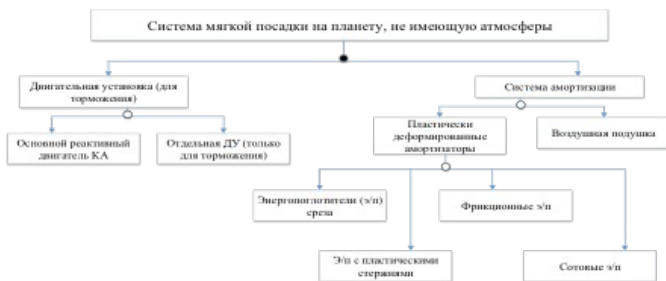 Система мягкой посадки на планету, не имеющую атмосферы
Двигательная установка (для
торможения)
Система амортизации
Основной реактивный
двигатель КА
Отдельная ДУ (только
для торможения)
Пластически
деформированные
амортизаторы
Воздушная подушка
Энергопоглотители (э/п)
среза
Фрикционные э/п
Э/п с пластическими
стержнями
Сотовые э/п